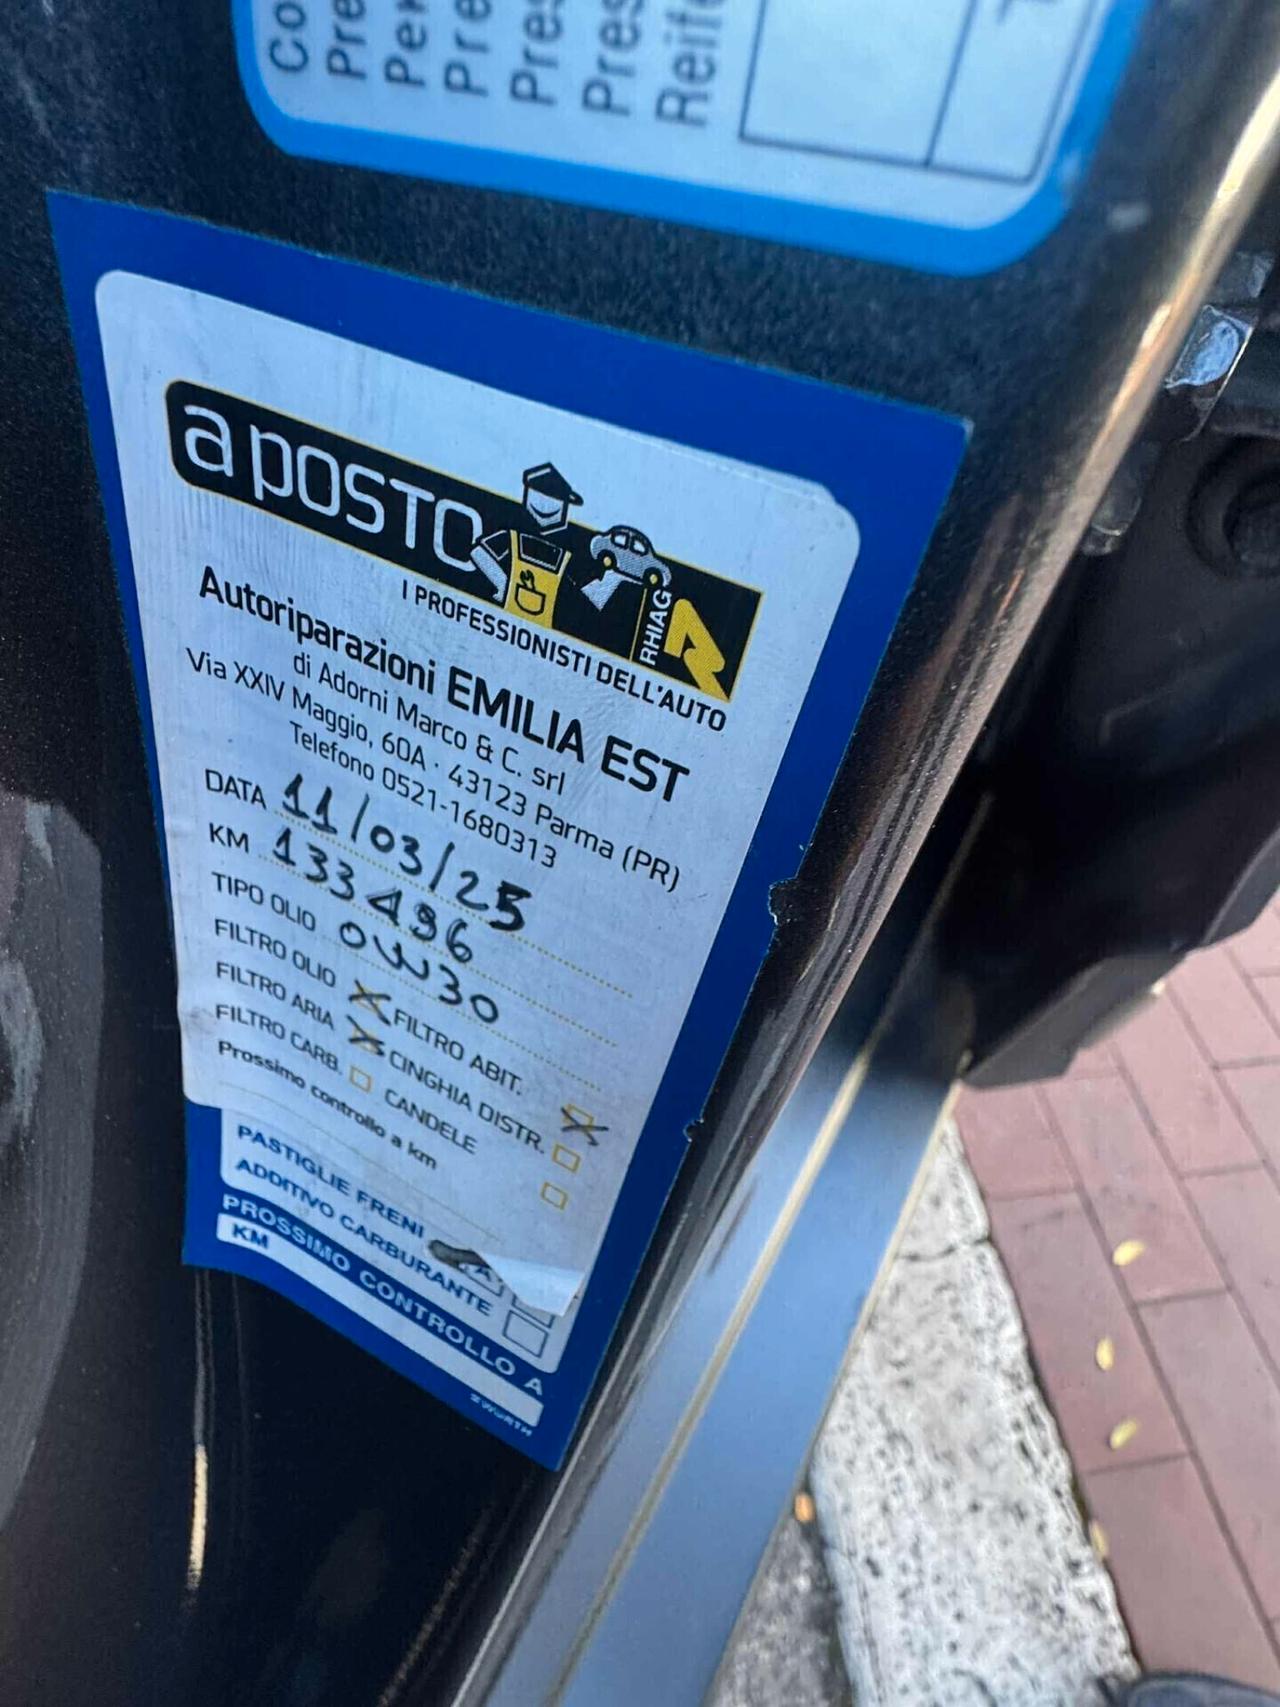 a posto
RHIAG
I PROFESSIONISTI DELL'AUTO
Autoriparazioni EMILIA EST
di Adorni Marco & C. srl
Via XXIV Maggio, 60A · 43123 Parma (PR)
Telefono 0521-1680313
DATA 11/03/25
KM 133496
TIPO OLIO 0W30
FILTRO OLIO FILTRO ABIT.
FILTRO ARIA CINGHIA DISTR.
FILTRO CARB. CANDELE
Prossimo controllo a km
PASTIGLIE FRENI
ADDITIVO CARBURANTE
PROSSIMO CONTROLLO A
KM
WÜRTH